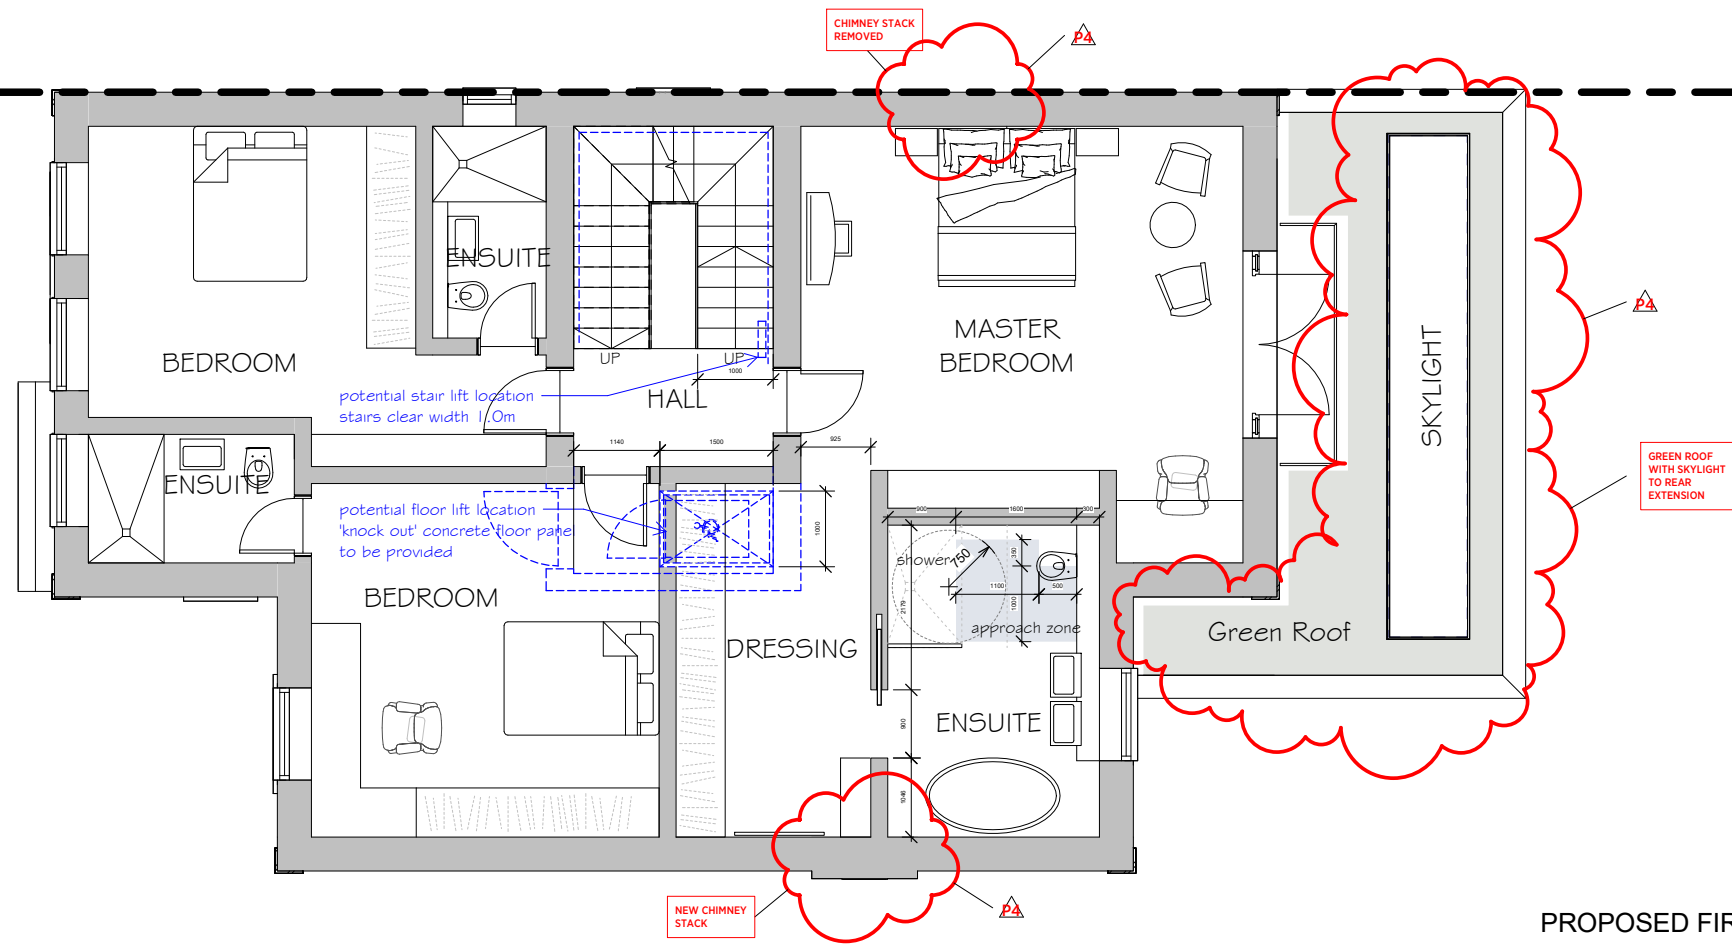 CHIMNEY STACK
REMOVED
P4
ENSUITE
BEDROOM
UP
UP
1000
MASTER
BEDROOM
SKYLIGHT
P4
potential stair lift location
stairs clear width 1.0m
HALL
1140
1500
925
ENSUITE
GREEN ROOF
WITH SKYLIGHT
TO REAR
EXTENSION
potential floor lift location
'knock out' concrete floor panel
to be provided
1000
900
1600
300
shower
750
350
1100
500
1000
2179
approach zone
BEDROOM
DRESSING
Green Roof
ENSUITE
900
1046
NEW CHIMNEY
STACK
P4
PROPOSED FIR